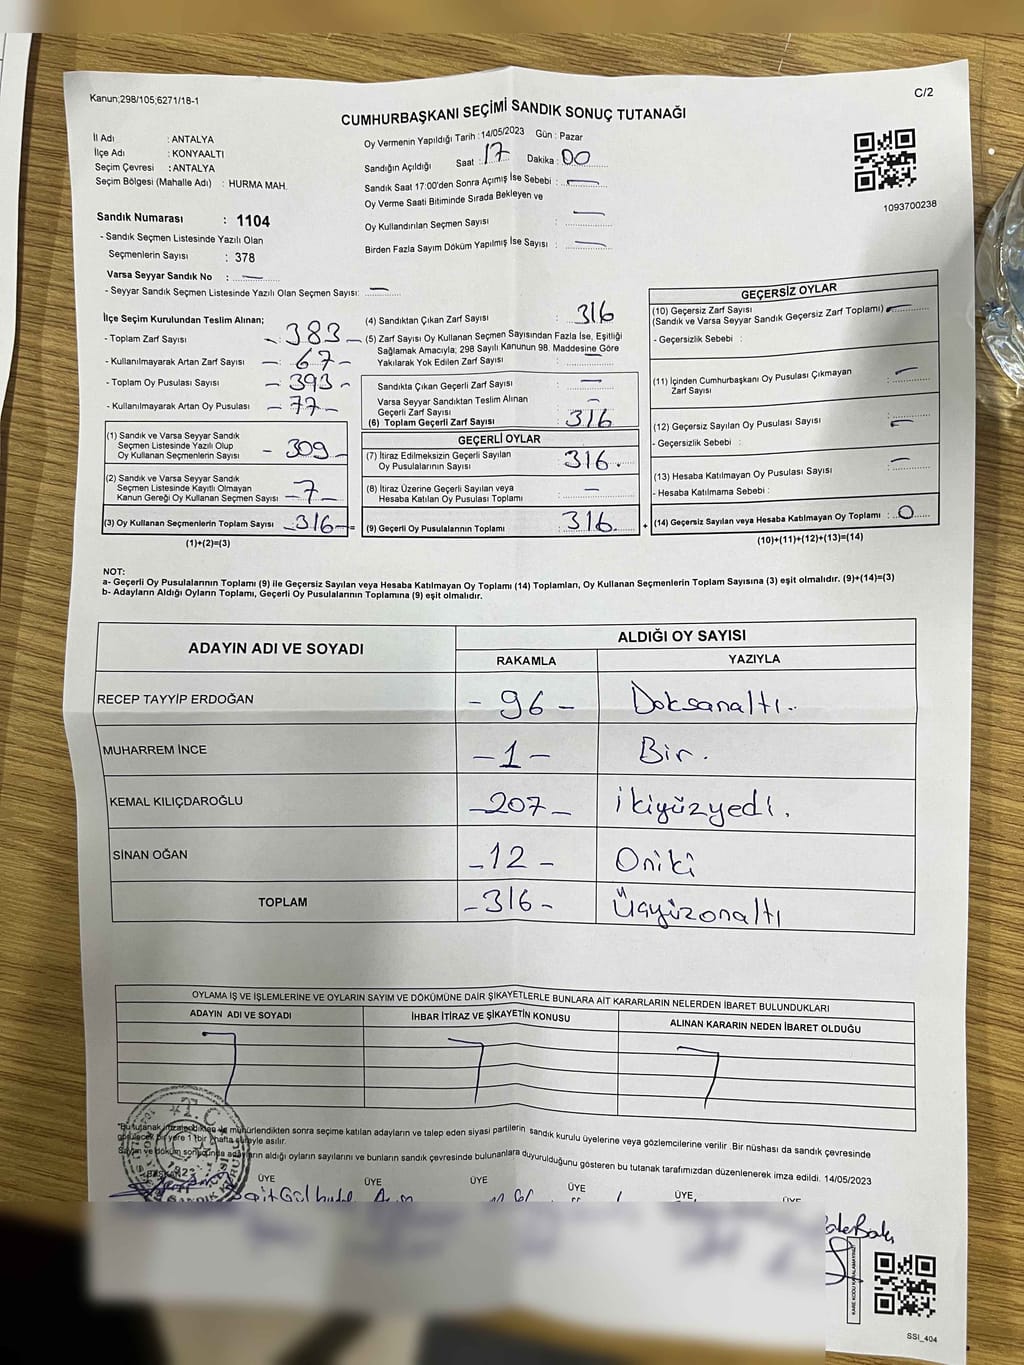 Kanun;298/105;6271/18-1
C/2
CUMHURBAŞKANI SEÇİMİ SANDIK SONUÇ TUTANAĞI
İl Adı : ANTALYA
İlçe Adı : KONYAALTI
Seçim Çevresi : ANTALYA
Seçim Bölgesi (Mahalle Adı) : HURMA MAH.
Oy Vermenin Yapıldığı Tarih : 14/05/2023 Gün : Pazar
Sandığın Açıldığı Saat : 17 Dakika : 00
Sandık Saat 17:00'den Sonra Açımış İse Sebebi : —
Oy Verme Saati Bitiminde Sırada Bekleyen ve
Oy Kullandırılan Seçmen Sayısı : —
Birden Fazla Sayım Döküm Yapılmış İse Sayısı : —
1093700238
Sandık Numarası : 1104
- Sandık Seçmen Listesinde Yazılı Olan
Seçmenlerin Sayısı : 378
Varsa Seyyar Sandık No : —
- Seyyar Sandık Seçmen Listesinde Yazılı Olan Seçmen Sayısı: —
İlçe Seçim Kurulundan Teslim Alınan;
- Toplam Zarf Sayısı - 383 -
- Kullanılmayarak Artan Zarf Sayısı - 67 -
- Toplam Oy Pusulası Sayısı - 393 -
- Kullanılmayarak Artan Oy Pusulası - 77 -
(1) Sandık ve Varsa Seyyar Sandık
Seçmen Listesinde Yazılı Olup
Oy Kullanan Seçmenlerin Sayısı - 309 -
(2) Sandık ve Varsa Seyyar Sandık
Seçmen Listesinde Kayıtlı Olmayan
Kanun Gereği Oy Kullanan Seçmen Sayısı - 7 -
(3) Oy Kullanan Seçmenlerin Toplam Sayısı - 316 -
(1)+(2)=(3)
(4) Sandıktan Çıkan Zarf Sayısı : 316
(5) Zarf Sayısı Oy Kullanan Seçmen Sayısından Fazla İse, Eşitliği
Sağlamak Amacıyla; 298 Sayılı Kanunun 98. Maddesine Göre
Yakılarak Yok Edilen Zarf Sayısı : —
Sandıkta Çıkan Geçerli Zarf Sayısı : —
Varsa Seyyar Sandıktan Teslim Alınan
Geçerli Zarf Sayısı : —
(6) Toplam Geçerli Zarf Sayısı : 316
GEÇERLİ OYLAR
(7) İtiraz Edilmeksizin Geçerli Sayılan
Oy Pusulalarının Sayısı : 316.
(8) İtiraz Üzerine Geçerli Sayılan veya
Hesaba Katılan Oy Pusulası Toplamı : —
(9) Geçerli Oy Pusulalarının Toplamı : 316.
GEÇERSİZ OYLAR
(10) Geçersiz Zarf Sayısı
(Sandık ve Varsa Seyyar Sandık Geçersiz Zarf Toplamı) —
- Geçersizlik Sebebi :
(11) İçinden Cumhurbaşkanı Oy Pusulası Çıkmayan
Zarf Sayısı : —
(12) Geçersiz Sayılan Oy Pusulası Sayısı : —
- Geçersizlik Sebebi :
(13) Hesaba Katılmayan Oy Pusulası Sayısı : —
- Hesaba Katılmama Sebebi :
+ (14) Geçersiz Sayılan veya Hesaba Katılmayan Oy Toplamı : 0
(10)+(11)+(12)+(13)=(14)
NOT:
a- Geçerli Oy Pusulalarının Toplamı (9) ile Geçersiz Sayılan veya Hesaba Katılmayan Oy Toplamı (14) Toplamları, Oy Kullanan Seçmenlerin Toplam Sayısına (3) eşit olmalıdır. (9)+(14)=(3)
b- Adayların Aldığı Oyların Toplamı, Geçerli Oy Pusulalarının Toplamına (9) eşit olmalıdır.
ADAYIN ADI VE SOYADI ALDIĞI OY SAYISI
RAKAMLA YAZIYLA
RECEP TAYYİP ERDOĞAN - 96 - Doksanaltı.
MUHARREM İNCE - 1 - Bir.
KEMAL KILIÇDAROĞLU - 207 - ikiyüzyedi.
SİNAN OĞAN - 12 - Oniki
TOPLAM - 316 - Üçyüzonaltı
OYLAMA İŞ VE İŞLEMLERİNE VE OYLARIN SAYIM VE DÖKÜMÜNE DAİR ŞİKAYETLERLE BUNLARA AİT KARARLARIN NELERDEN İBARET BULUNDUKLARI
ADAYIN ADI VE SOYADI İHBAR İTİRAZ VE ŞİKAYETİN KONUSU ALINAN KARARIN NEDEN İBARET OLDUĞU
"Bu tutanak imzalandıktan ve mühürlendikten sonra seçime katılan adayların ve talep eden siyasi partilerin sandık kurulu üyelerine veya gözlemcilerine verilir .Bir nüshası da sandık çevresinde
görülecek bir yere 1 (bir) hafta süreyle asılır.
Sayım ve döküm sonucunda adayların aldığı oyların sayılarını ve bunların sandık çevresinde bulunanlara duyurulduğunu gösteren bu tutanak tarafımızdan düzenlenerek imza edildi. 14/05/2023
BAŞKAN ÜYE ÜYE ÜYE ÜYE ÜYE, ÜYE
T.C
SSI_404